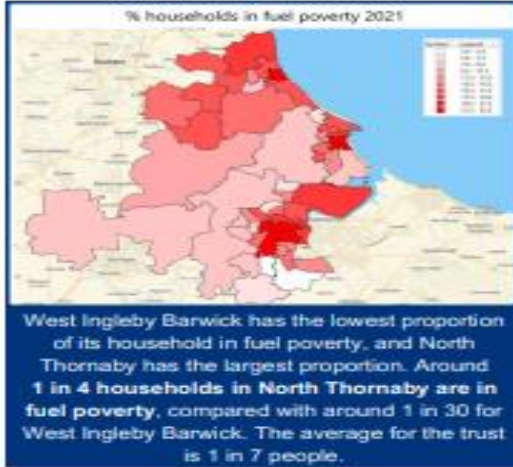 % households in fuel poverty 2021
West Ingleby Barwick has the lowest proportion
of its household in fuel poverty, and North
Thornaby has the largest proportion. Around
1 in 4 households in North Thornaby are in
fuel poverty, compared with around 1 in 30 for
West Ingleby Barwick. The average for the trust
is 1 in 7 people.